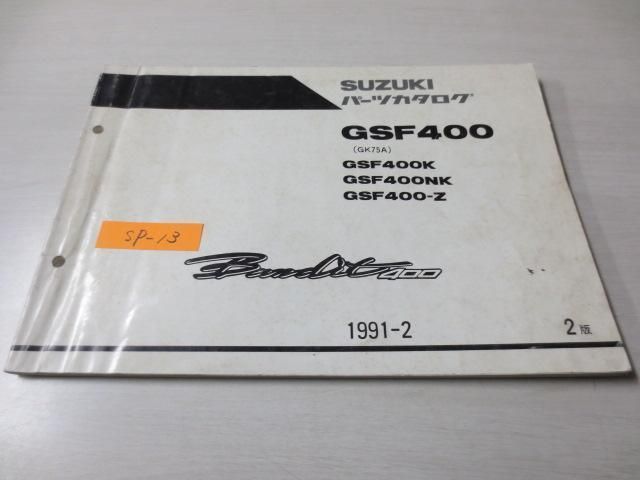 SUZUKI
パーツカタログ
GSF400
(GK75A)
GSF400K
GSF400NK
GSF400-Z
SP-13
Bandit 400
1991-2
2版